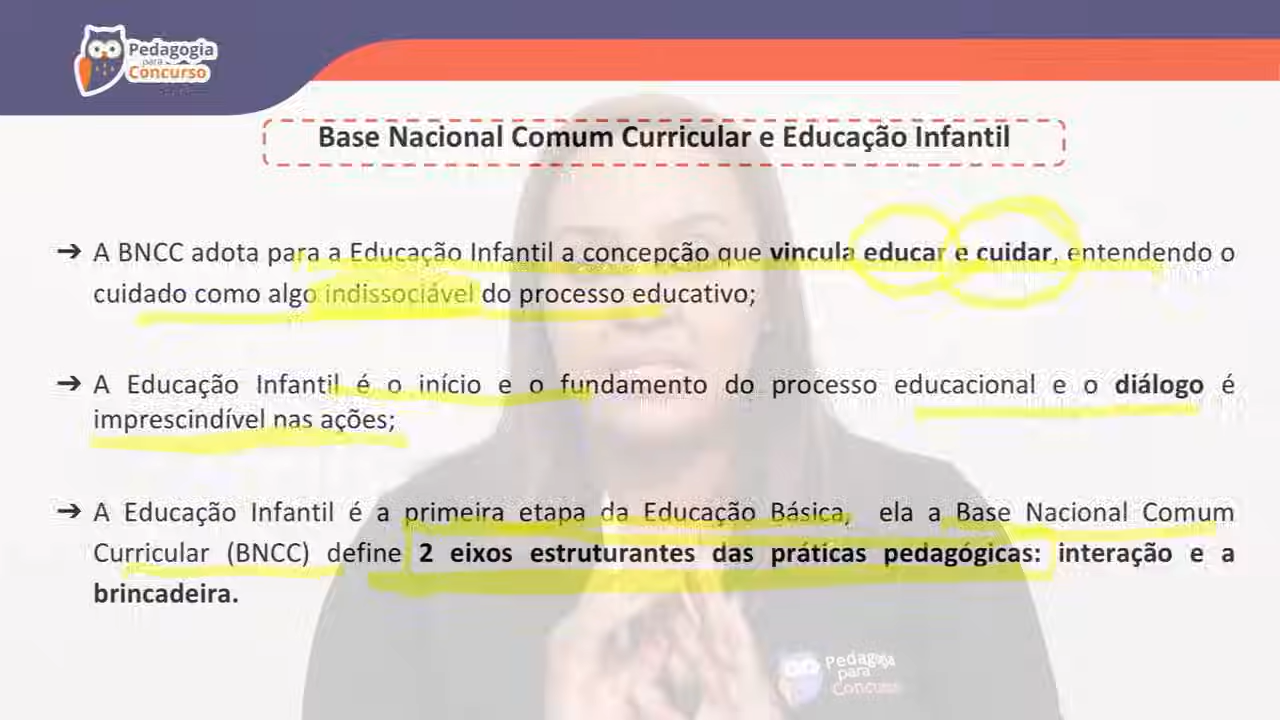 Pedagogia
para
Concurso
Base Nacional Comum Curricular e Educação Infantil
➔ A BNCC adota para a Educação Infantil a concepção que vincula educar e cuidar, entendendo o
cuidado como algo indissociável do processo educativo;
➔ A Educação Infantil é o início e o fundamento do processo educacional e o diálogo é
imprescindível nas ações;
➔ A Educação Infantil é a primeira etapa da Educação Básica, ela a Base Nacional Comum
Curricular (BNCC) define 2 eixos estruturantes das práticas pedagógicas: interação e a
brincadeira.
Pedagogia
para
Concurso